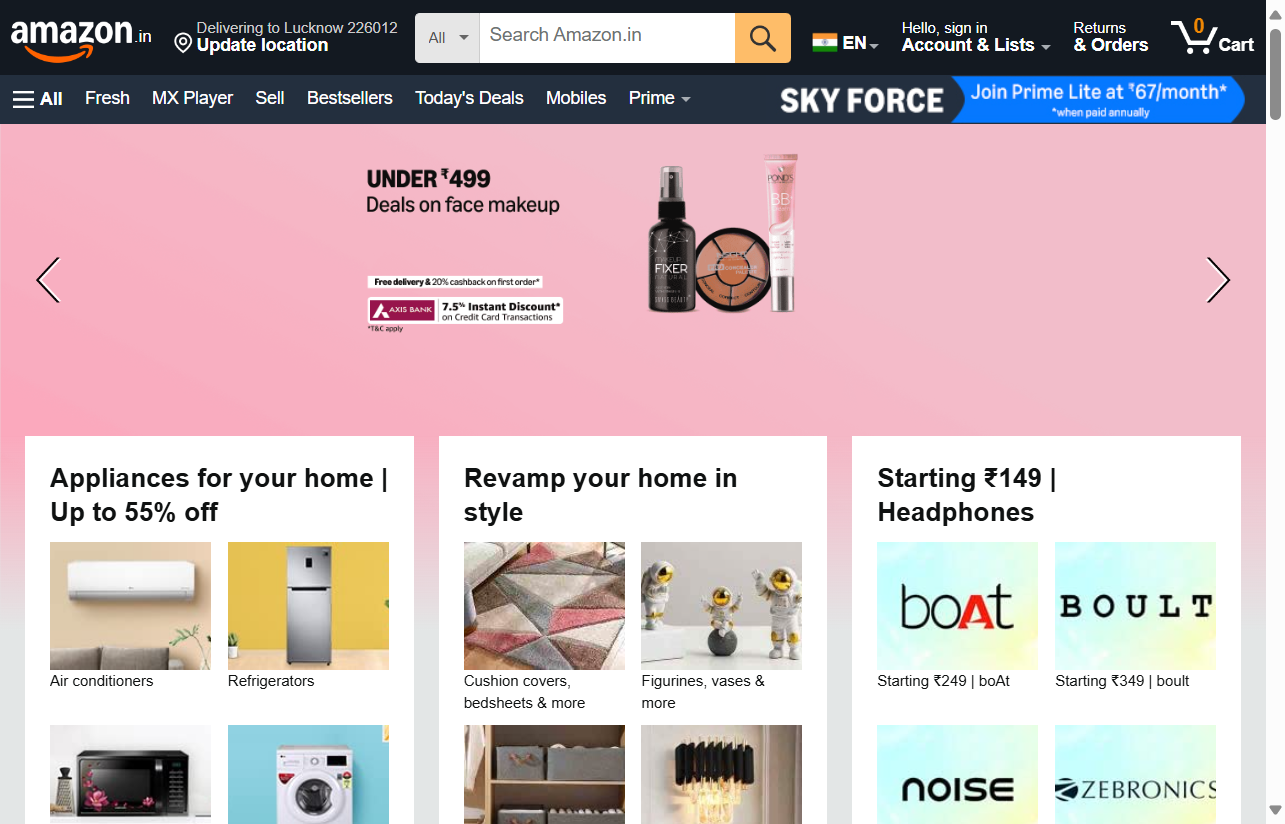 amazon.in
Delivering to Lucknow 226012
Update location
All
Search Amazon.in
EN
Hello, sign in
Account & Lists
Returns
& Orders
0
Cart
All
Fresh
MX Player
Sell
Bestsellers
Today's Deals
Mobiles
Prime
SKY FORCE
Join Prime Lite at ₹67/month*
*when paid annually
UNDER ₹499
Deals on face makeup
Free delivery & 20% cashback on first order*
AXIS BANK
7.5% Instant Discount*
on Credit Card Transactions
*T&C apply
MAKEUP
FIXER
NATURAL
POND'S
BB+
Appliances for your home |
Up to 55% off
Air conditioners
Refrigerators
Revamp your home in
style
Cushion covers,
bedsheets & more
Figurines, vases &
more
Starting ₹149 |
Headphones
boAt
BOULT
Starting ₹249 | boAt
Starting ₹349 | boult
NOISE
ZEBRONICS